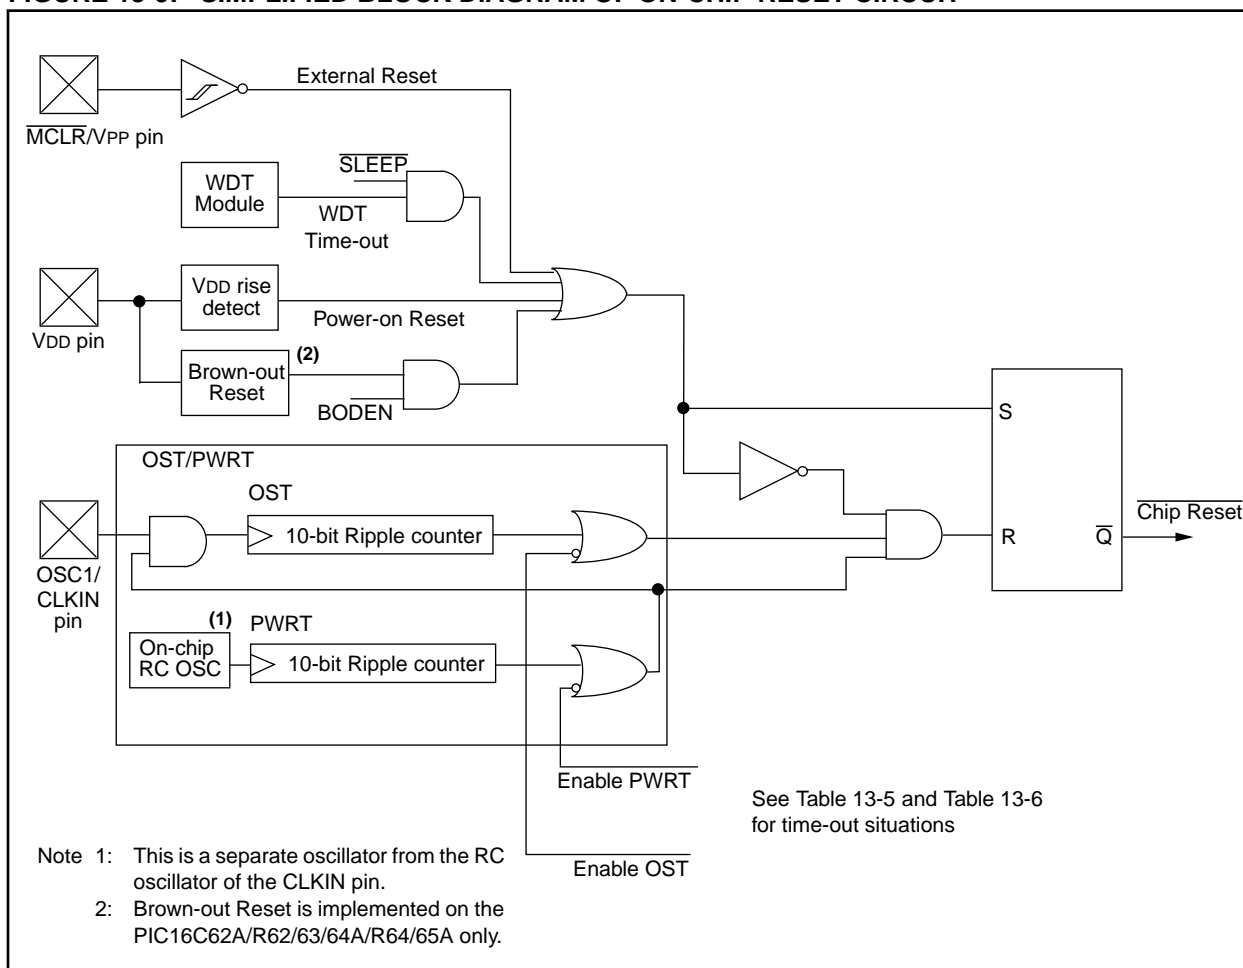 External Reset
MCLR/VPP pin
SLEEP
WDT
Module
WDT
Time-out
VDD rise
detect
Power-on Reset
VDD pin
(2)
Brown-out
Reset
BODEN
S
OST/PWRT
OST
10-bit Ripple counter
Chip Reset
R
Q
OSC1/
CLKIN
pin
(1)
PWRT
On-chip
RC OSC
10-bit Ripple counter
Enable PWRT
See Table 13-5 and Table 13-6
for time-out situations
Enable OST
Note 1: This is a separate oscillator from the RC
oscillator of the CLKIN pin.
2: Brown-out Reset is implemented on the
PIC16C62A/R62/63/64A/R64/65A only.